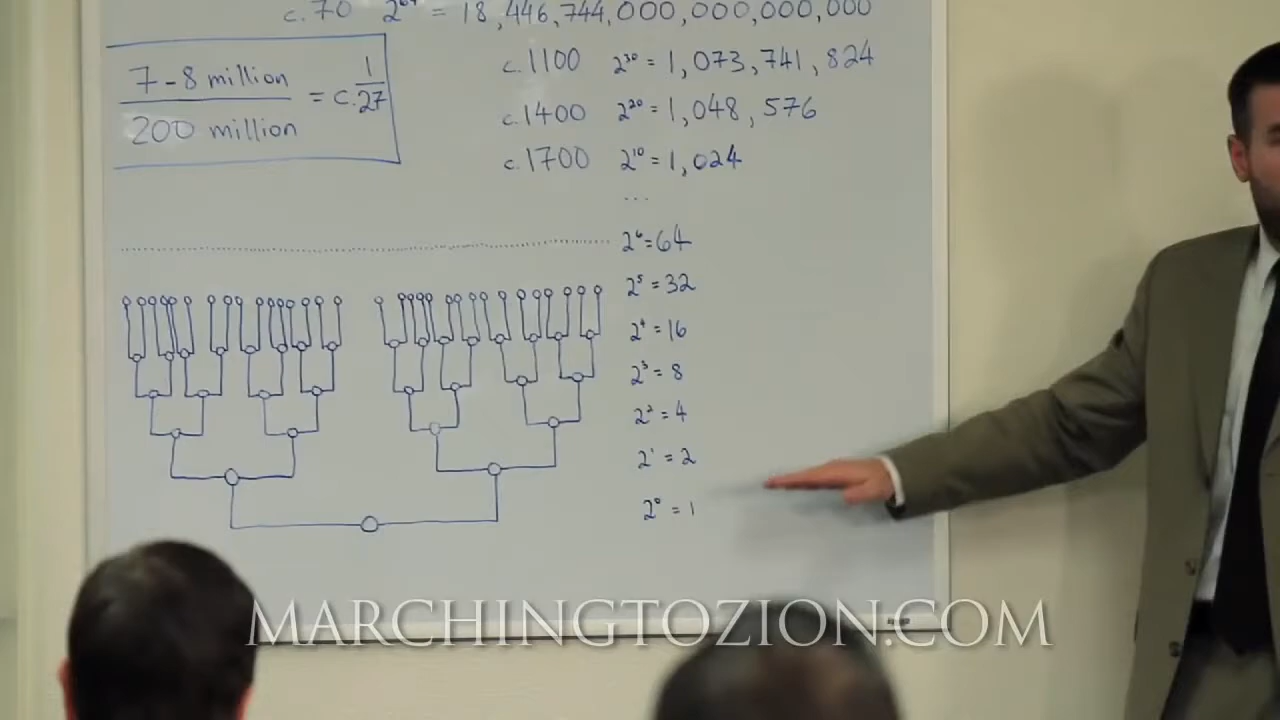 c.70 2⁶⁴ = 18,446,744,000,000,000,000
7-8 million
200 million
= c. 1/27
c.1100 2³⁰ = 1,073,741,824
c.1400 2²⁰ = 1,048,576
c.1700 2¹⁰ = 1,024
...
2⁶ = 64
2⁵ = 32
2⁴ = 16
2³ = 8
2² = 4
2¹ = 2
2⁰ = 1
MARCHINGTOZION.COM